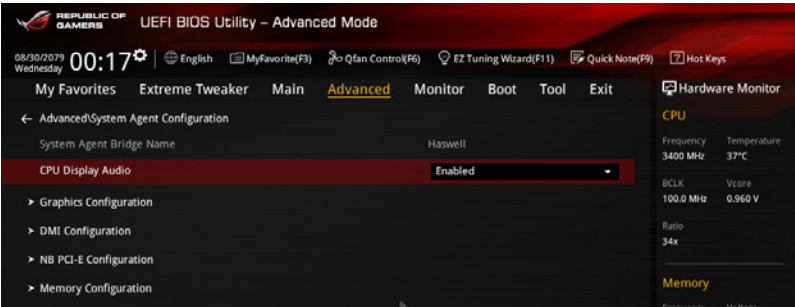 REPUBLIC OF GAMERS
UEFI BIOS Utility – Advanced Mode
08/30/2079
Wednesday
00:17
English
MyFavorite(F3)
Qfan Control(F6)
EZ Tuning Wizard(F11)
Quick Note(F9)
? Hot Keys
My Favorites Extreme Tweaker Main Advanced Monitor Boot Tool Exit
← Advanced\System Agent Configuration
System Agent Bridge Name Haswell
CPU Display Audio Enabled
> Graphics Configuration
> DMI Configuration
> NB PCI-E Configuration
> Memory Configuration
Hardware Monitor
CPU
Frequency Temperature
3400 MHz 37°C
BCLK Vcore
100.0 MHz 0.960 V
Ratio
34x
Memory